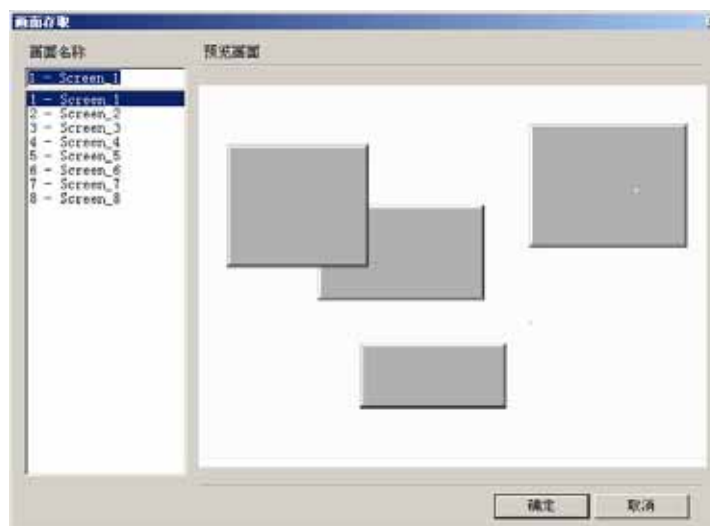 画面存取
画面名称
预览画面
1 - Screen_1
1 - Screen_1
2 - Screen_2
3 - Screen_3
4 - Screen_4
5 - Screen_5
6 - Screen_6
7 - Screen_7
8 - Screen_8
确定
取消